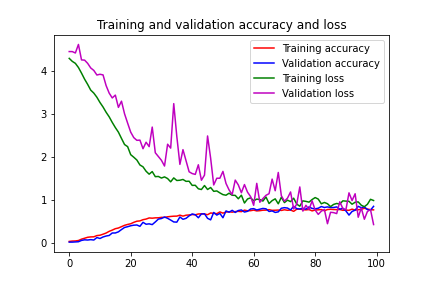 Training and validation accuracy and loss
Training accuracy
Validation accuracy
Training loss
Validation loss
4
3
2
1
0
0 20 40 60 80 100